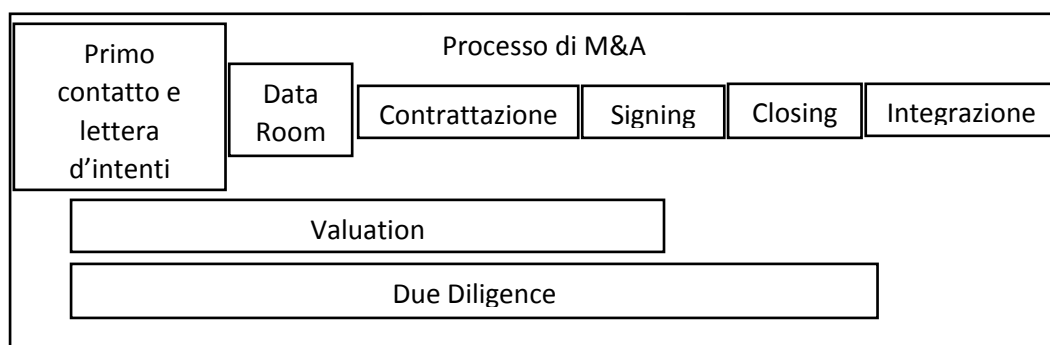 Processo di M&A
Primo
contatto e
lettera
d’intenti
Data
Room
Contrattazione
Signing
Closing
Integrazione
Valuation
Due Diligence